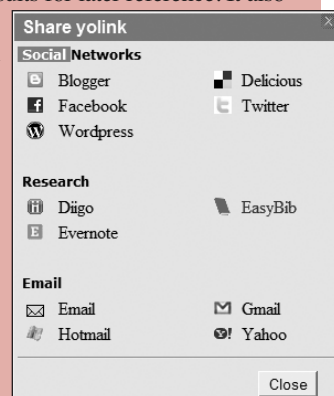 Share yolink X
Social Networks
Blogger Delicious
Facebook Twitter
Wordpress
Research
Diigo EasyBib
Evernote
Email
Email Gmail
Hotmail Yahoo
Close